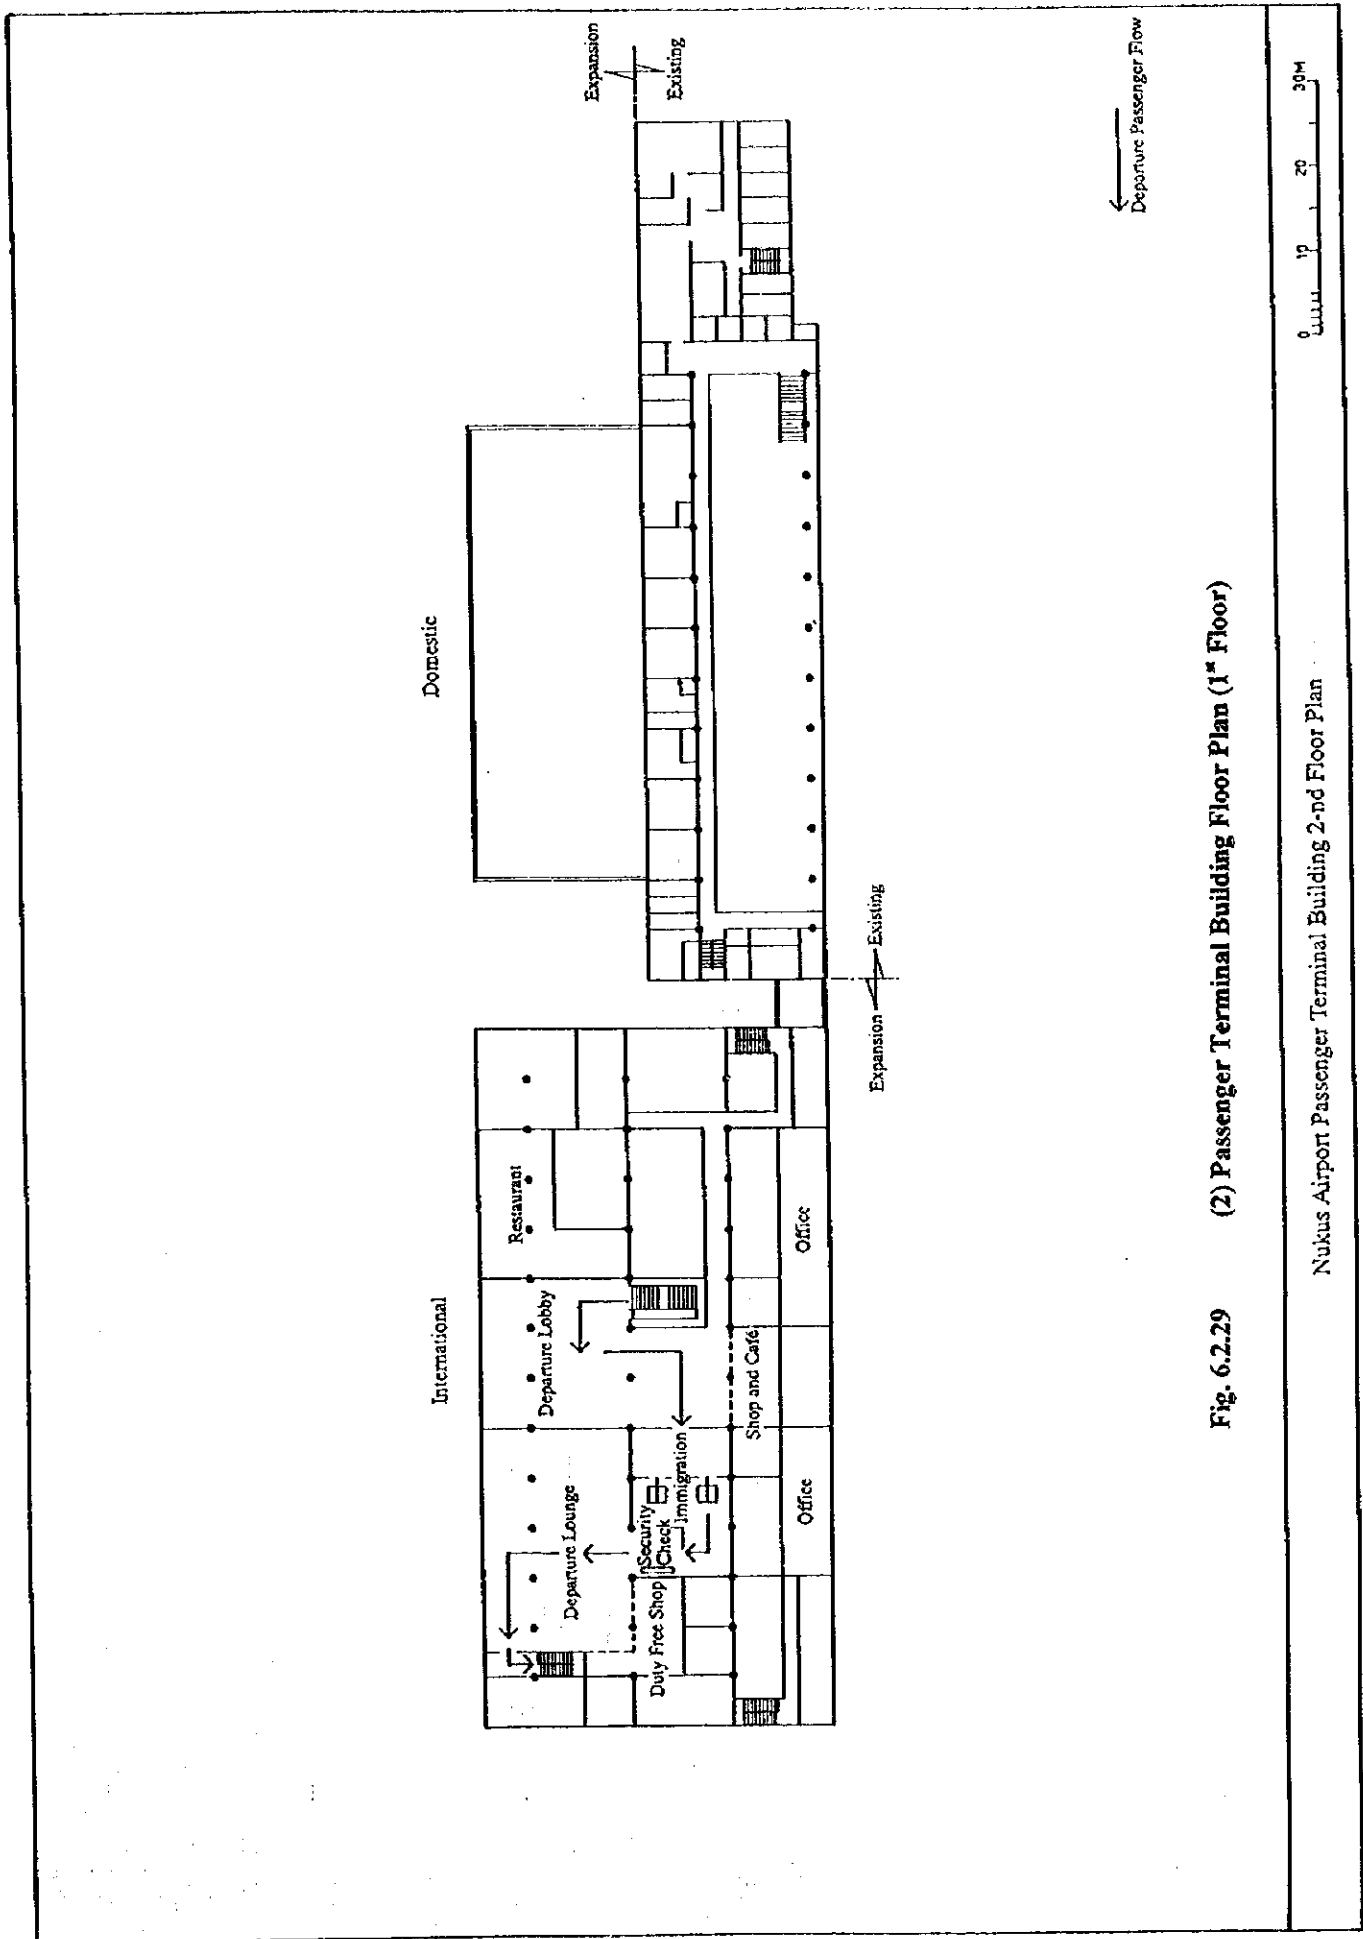 International
Domestic
Expansion
Existing
Restaurant
Departure Lobby
Departure Lounge
Security
Check
Immigration
Duty Free Shop
Shop and Café
Office
Office
Expansion
Existing
Departure Passenger Flow
Fig. 6.2.29 (2) Passenger Terminal Building Floor Plan (1st Floor)
Nukus Airport Passenger Terminal Building 2-nd Floor Plan
0 10 20 30M